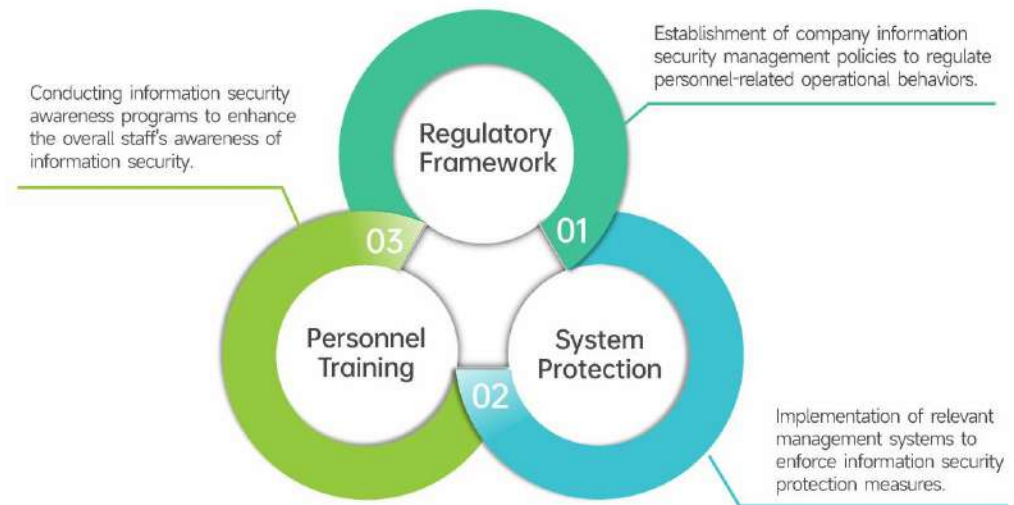 Establishment of company information
security management policies to regulate
personnel-related operational behaviors.
Conducting information security
awareness programs to enhance
the overall staff's awareness of
information security.
Regulatory
Framework
01
03
Personnel
Training
System
Protection
02
Implementation of relevant
management systems to
enforce information security
protection measures.